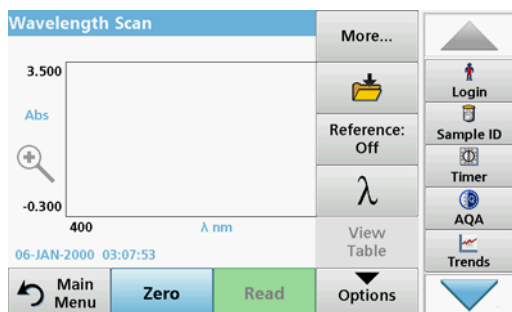 Wavelength Scan
3.500
Abs
-0.300
400
λ nm
06-JAN-2000 03:07:53
Main
Menu
Zero
Read
More...
Reference:
Off
λ
View
Table
Options
Login
Sample ID
Timer
AQA
Trends